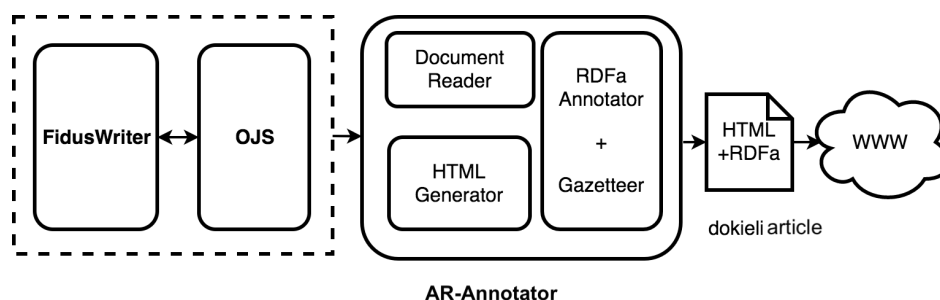 FidusWriter
OJS
Document
Reader
HTML
Generator
RDFa
Annotator
+
Gazetteer
HTML
+RDFa
WWW
dokieli article
AR-Annotator